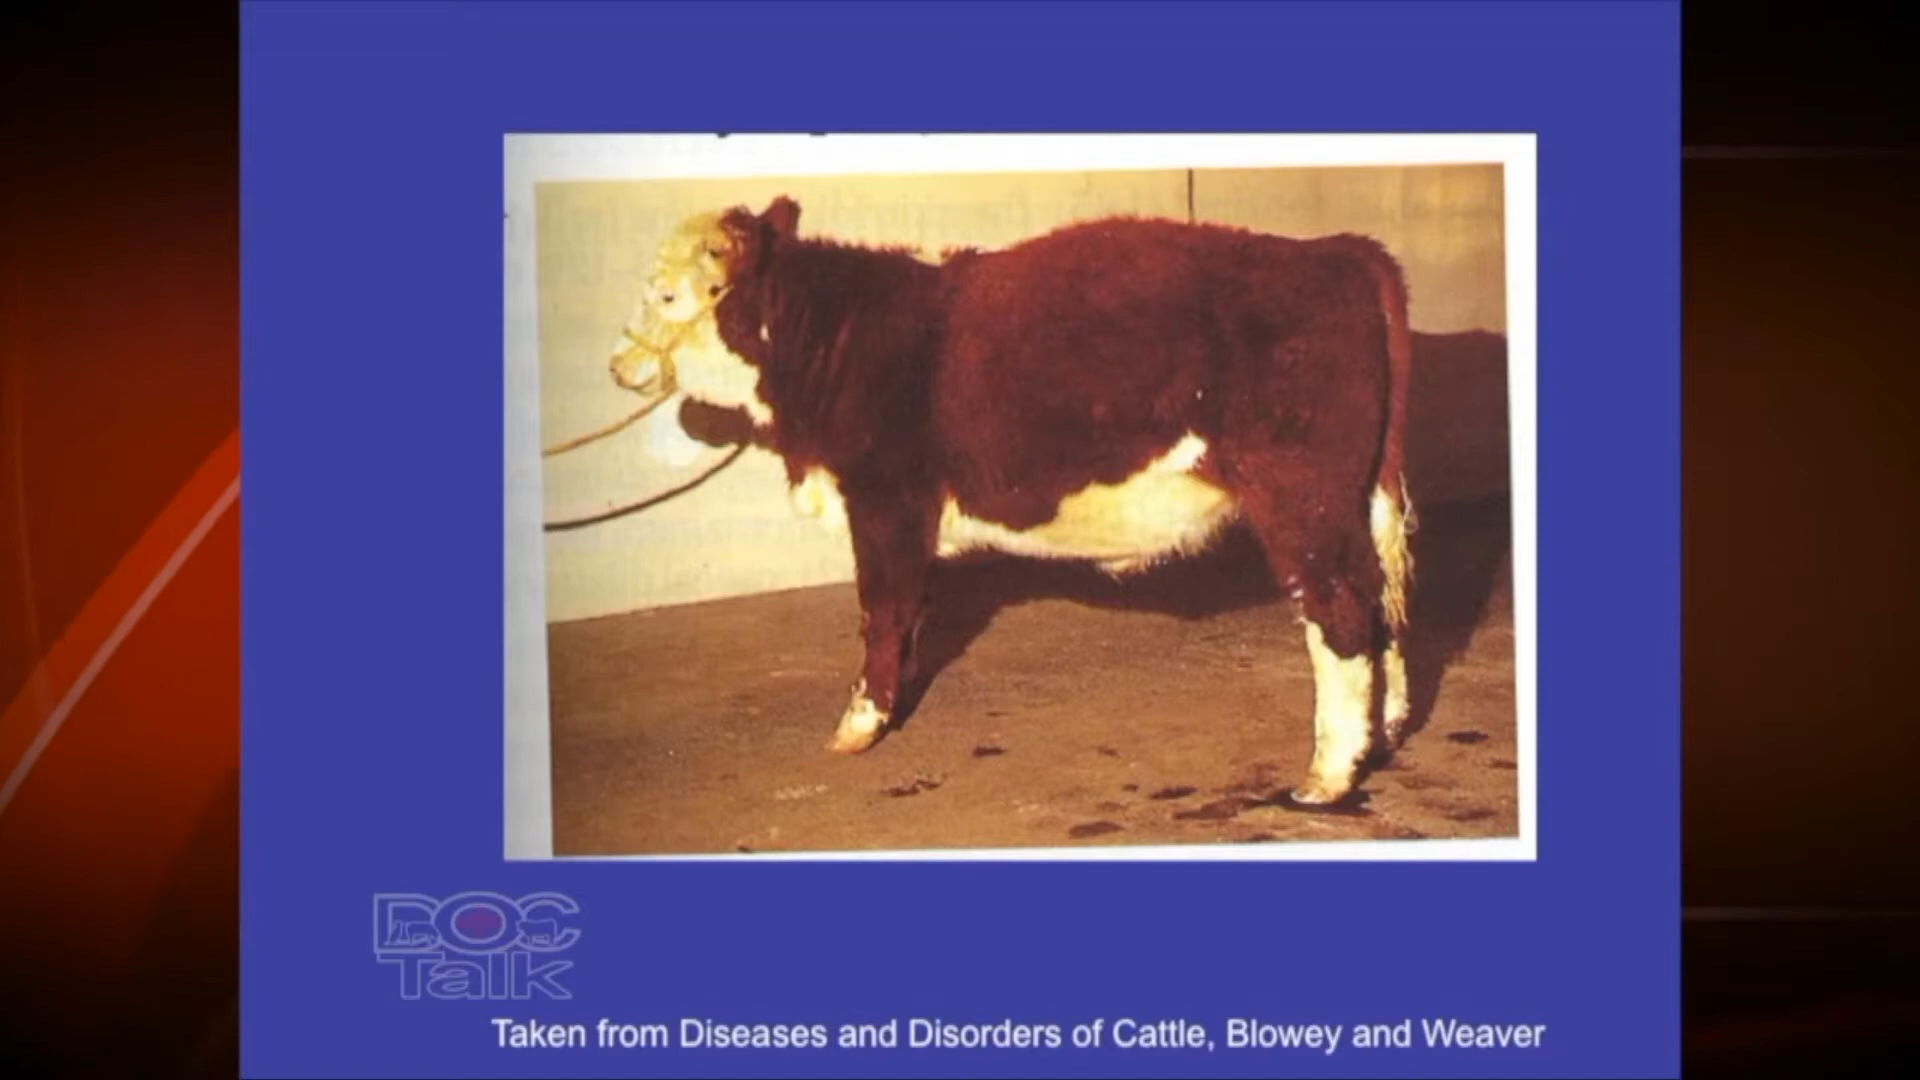 DOC
Talk
Taken from Diseases and Disorders of Cattle, Blowey and Weaver